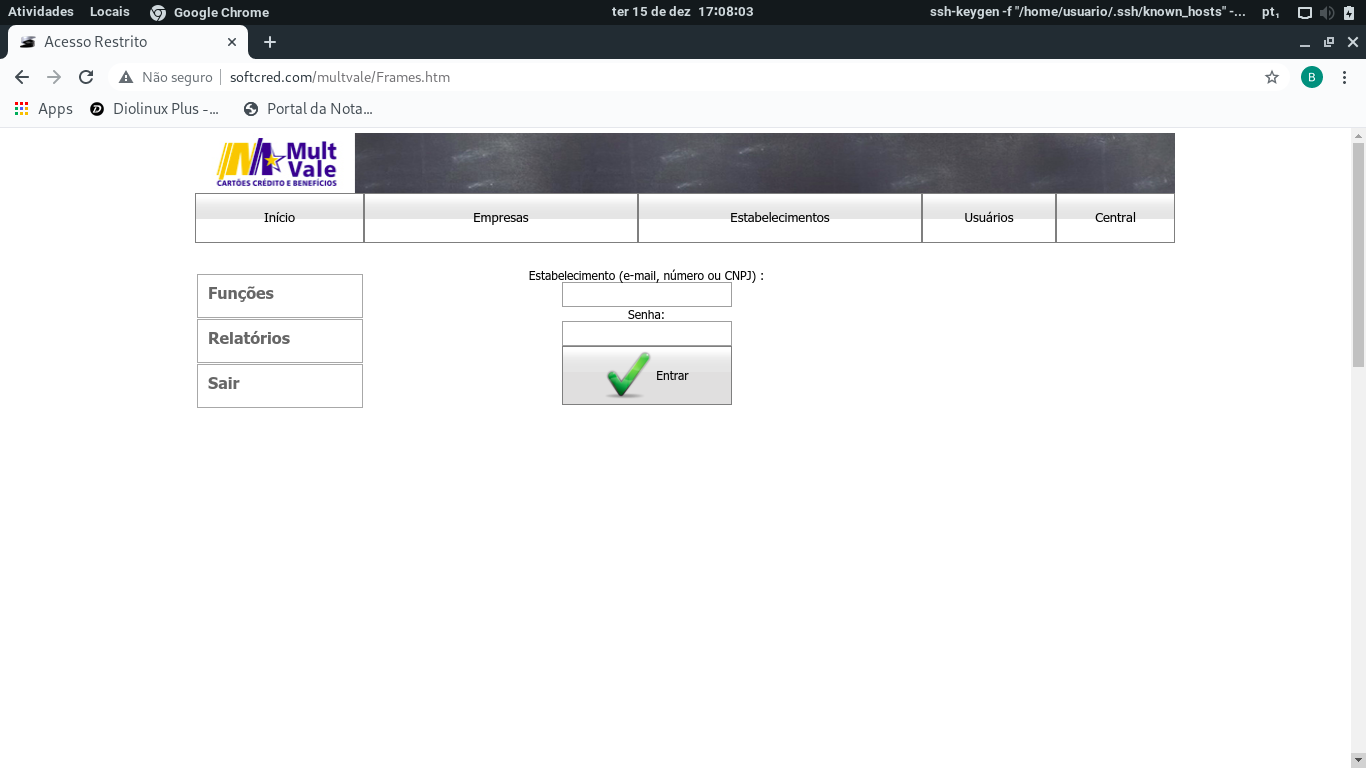 Atividades Locais Google Chrome ter 15 de dez 17:08:03 ssh-keygen -f "/home/usuario/.ssh/known_hosts" -... pt₁
Acesso Restrito
Não seguro softcred.com/multvale/Frames.htm B
Apps Diolinux Plus -... Portal da Nota...
Mult
Vale
CARTÕES CRÉDITO E BENEFÍCIOS
Início Empresas Estabelecimentos Usuários Central
Estabelecimento (e-mail, número ou CNPJ) :
Funções
Senha:
Relatórios
Entrar
Sair